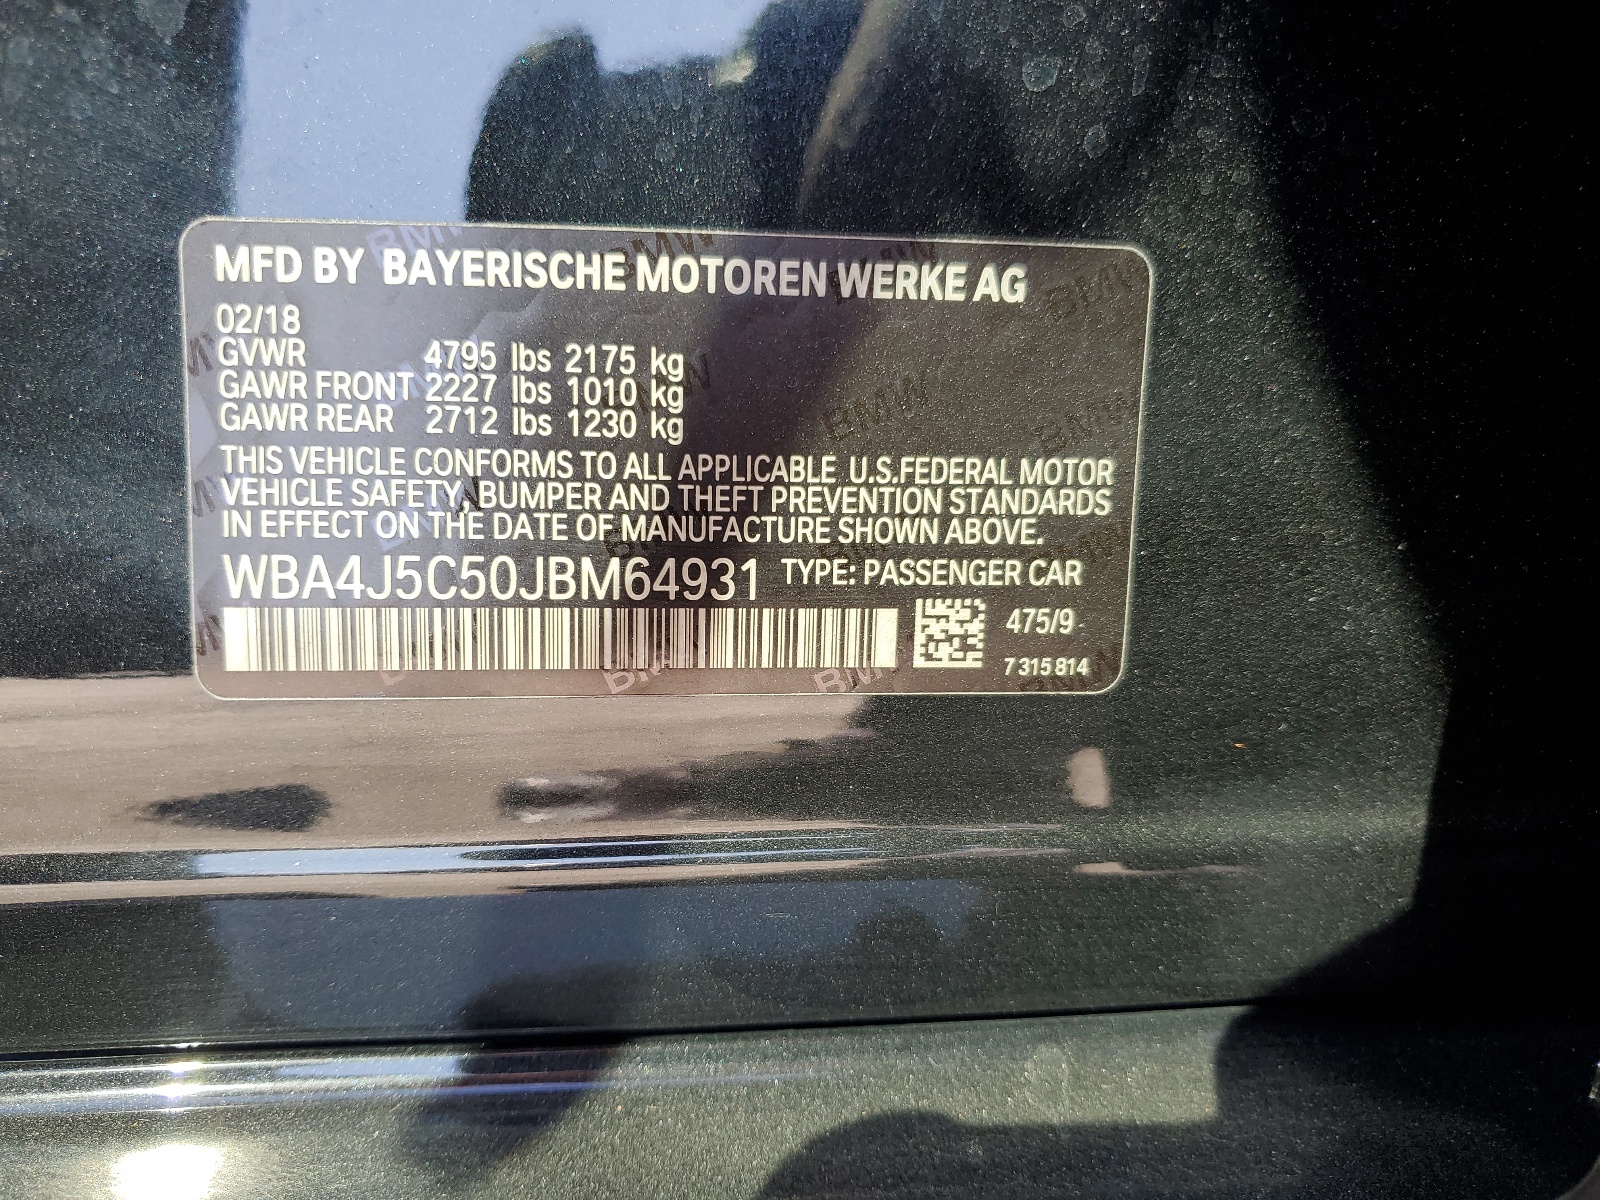 MFD BY BAYERISCHE MOTOREN WERKE AG
02/18
GVWR 4795 lbs 2175 kg
GAWR FRONT 2227 lbs 1010 kg
GAWR REAR 2712 lbs 1230 kg
THIS VEHICLE CONFORMS TO ALL APPLICABLE U.S.FEDERAL MOTOR
VEHICLE SAFETY, BUMPER AND THEFT PREVENTION STANDARDS
IN EFFECT ON THE DATE OF MANUFACTURE SHOWN ABOVE.
WBA4J5C50JBM64931 TYPE: PASSENGER CAR
475/9
7 315 814